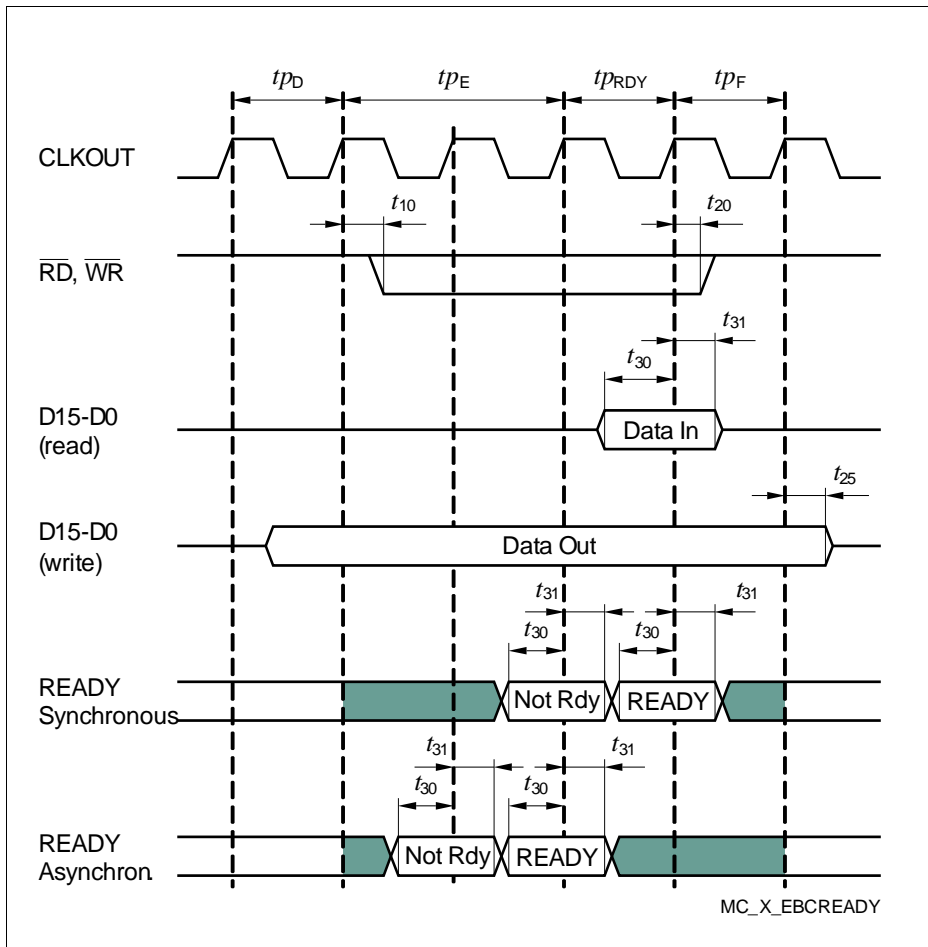 tpD tpE tpRDY tpF
CLKOUT
t10 t20
RD, WR
t31
t30
D15-D0
(read)
Data In
t25
D15-D0
(write)
Data Out
t31 t31
t30 t30
READY
Synchronous
Not Rdy READY
t31 t31
t30 t30
READY
Asynchron.
Not Rdy READY
MC_X_EBCREADY